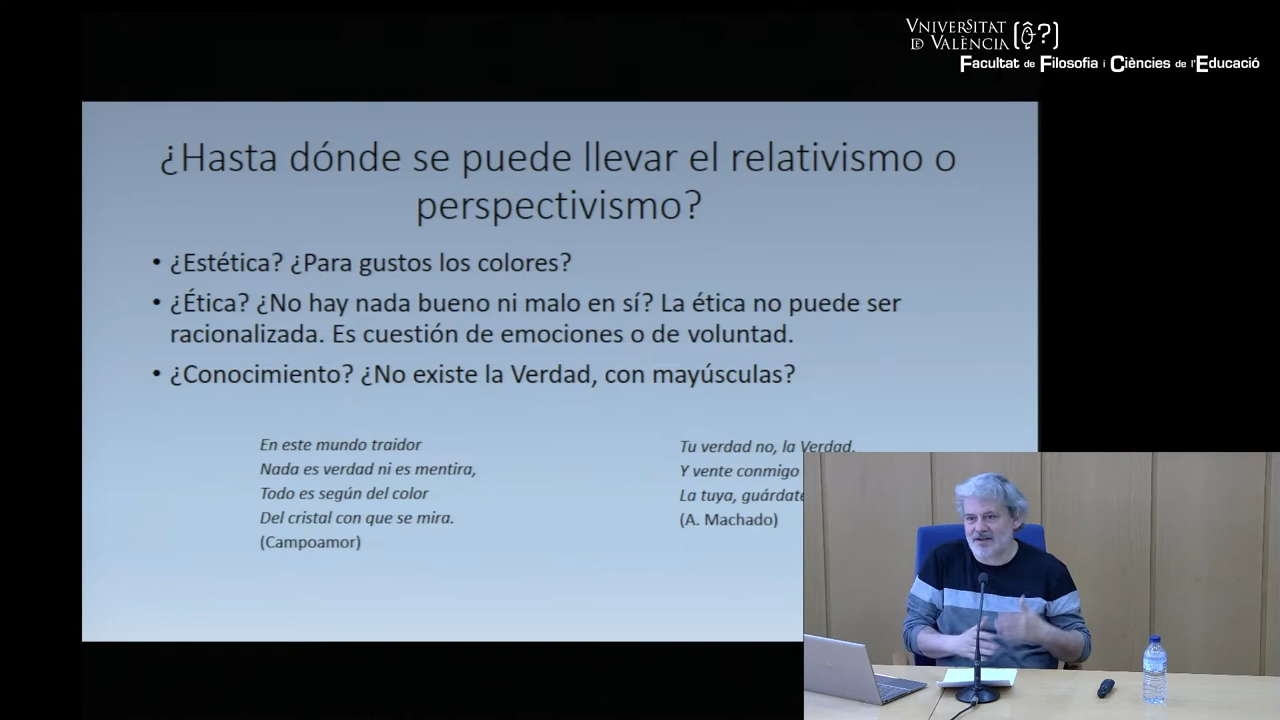 VNIVERSITAT
DE VALÈNCIA
Facultat de Filosofia i Ciències de l'Educació
¿Hasta dónde se puede llevar el relativismo o
perspectivismo?
• ¿Estética? ¿Para gustos los colores?
• ¿Ética? ¿No hay nada bueno ni malo en sí? La ética no puede ser
racionalizada. Es cuestión de emociones o de voluntad.
• ¿Conocimiento? ¿No existe la Verdad, con mayúsculas?
En este mundo traidor
Nada es verdad ni es mentira,
Todo es según del color
Del cristal con que se mira.
(Campoamor)
Tu verdad no, la Verdad.
Y vente conmigo
La tuya, guárdate
(A. Machado)